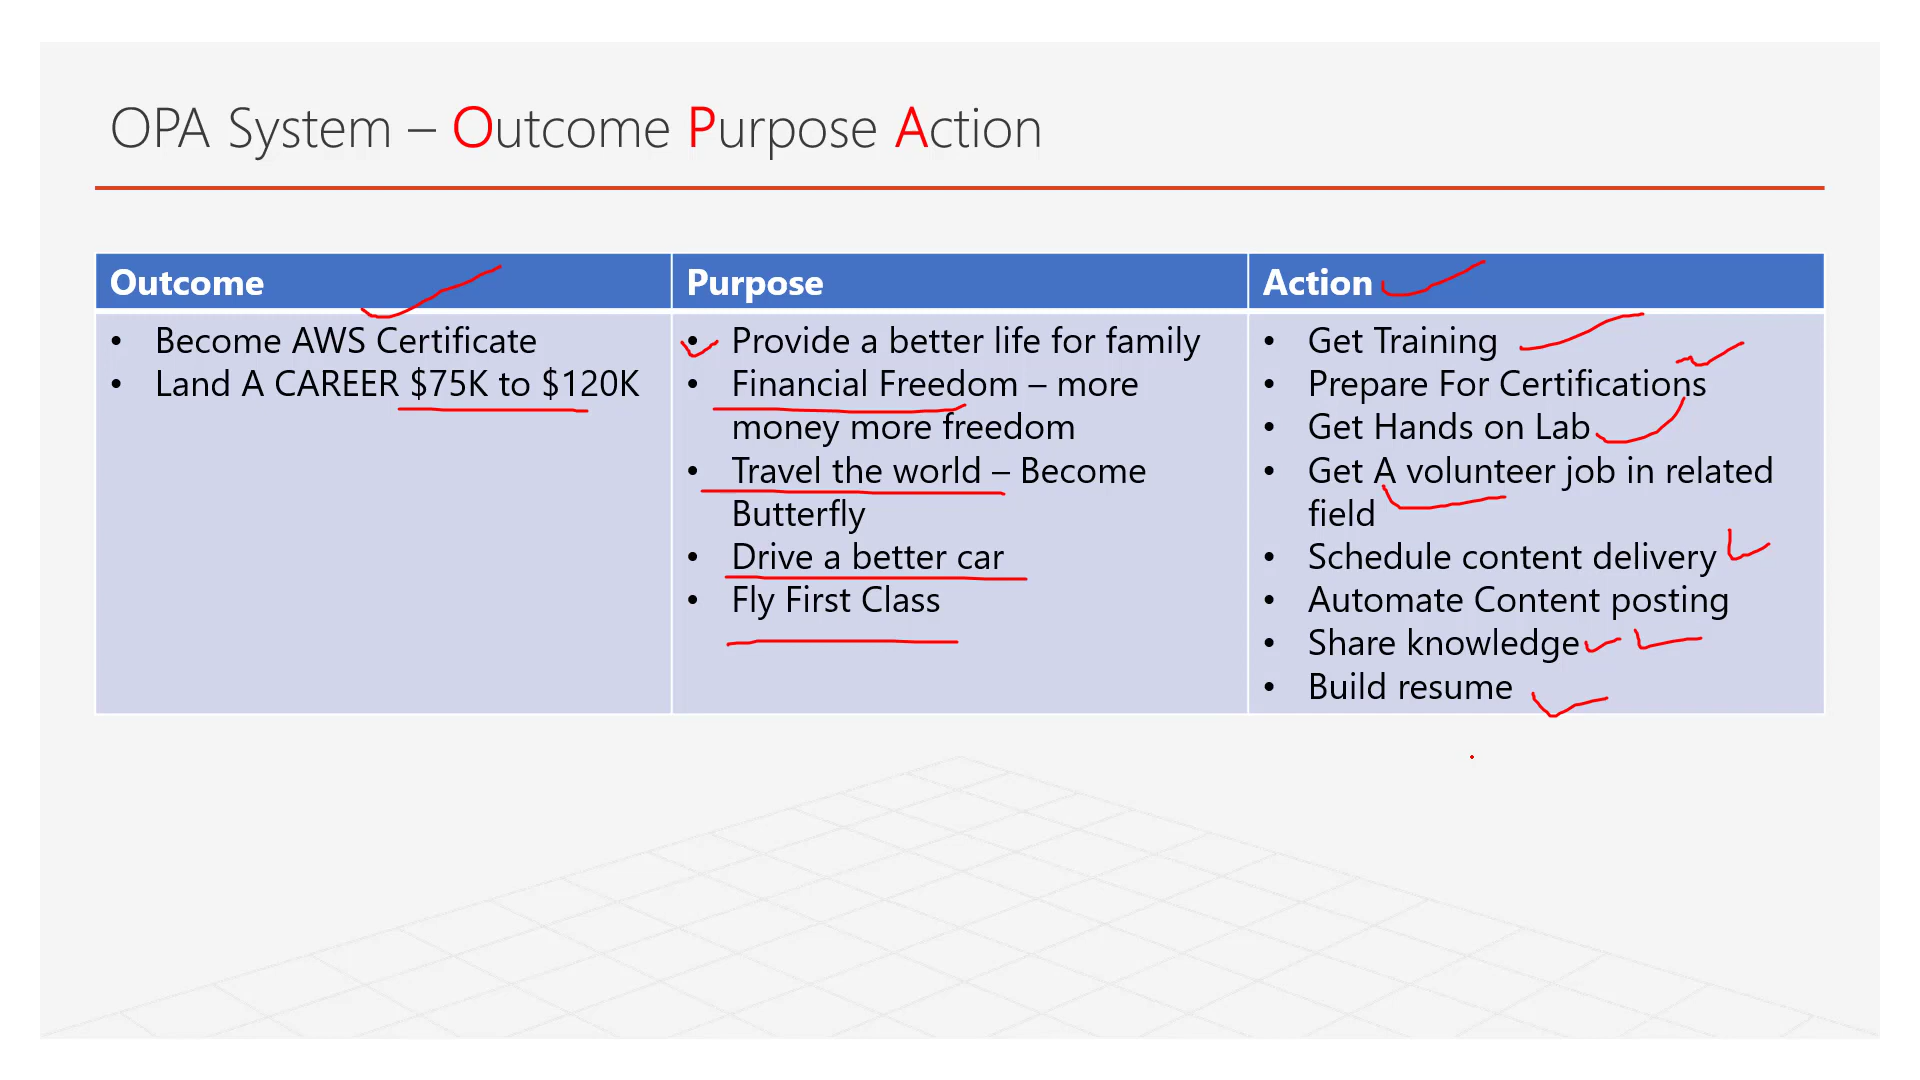 OPA System – Outcome Purpose Action
Outcome
• Become AWS Certificate
• Land A CAREER $75K to $120K
Purpose
• Provide a better life for family
• Financial Freedom – more
money more freedom
• Travel the world – Become
Butterfly
• Drive a better car
• Fly First Class
Action
• Get Training
• Prepare For Certifications
• Get Hands on Lab
• Get A volunteer job in related
field
• Schedule content delivery
• Automate Content posting
• Share knowledge
• Build resume